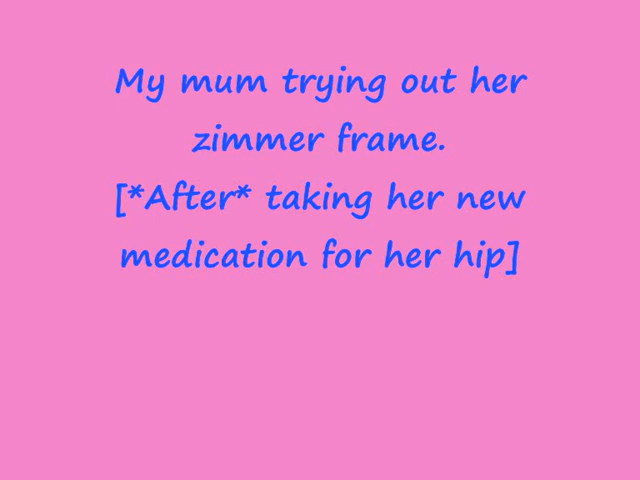 My mum trying out her
zimmer frame.
[*After* taking her new
medication for her hip]